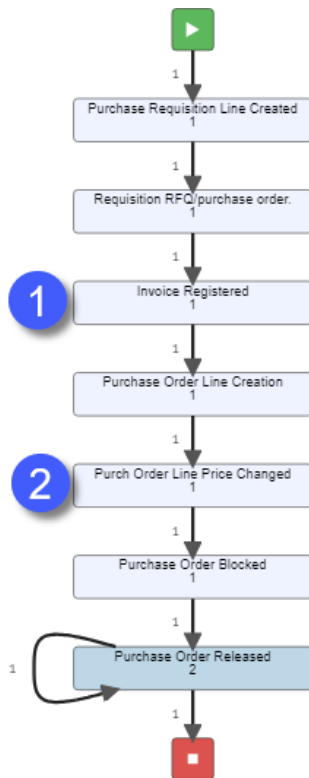 1
Purchase Requisition Line Created
1
1
Requisition RFQ/purchase order.
1
1
1
Invoice Registered
1
1
Purchase Order Line Creation
1
1
2
Purch Order Line Price Changed
1
1
Purchase Order Blocked
1
1
Purchase Order Released
2
1
1